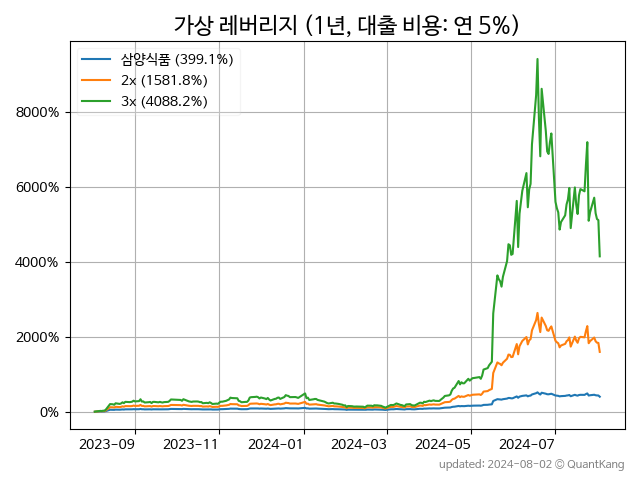 가상 레버리지 (1년, 대출 비용: 연 5%)
삼양식품 (399.1%)
2x (1581.8%)
3x (4088.2%)
8000%
6000%
4000%
2000%
0%
2023-09 2023-11 2024-01 2024-03 2024-05 2024-07
updated: 2024-08-02 © QuantKang